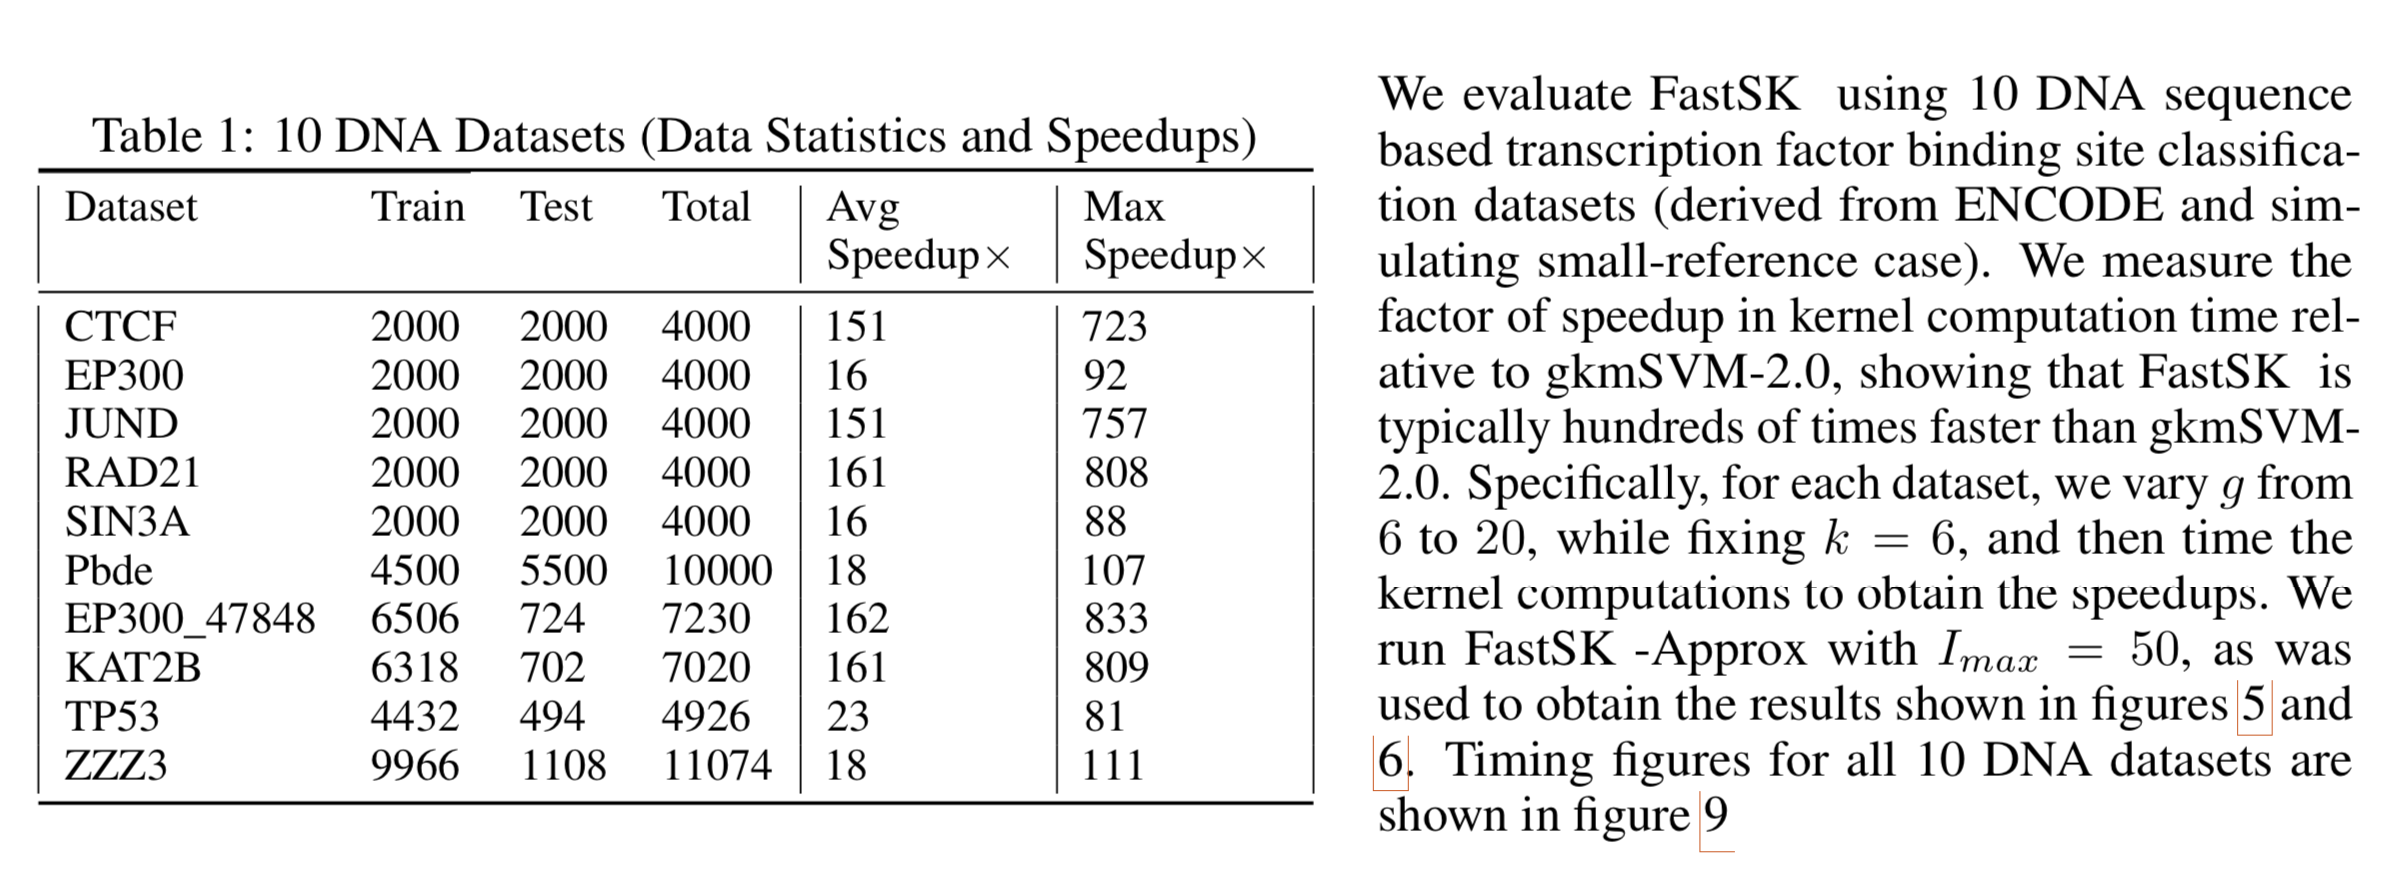 Table 1: 10 DNA Datasets (Data Statistics and Speedups)
Dataset Train Test Total Avg Speedup× Max Speedup×
CTCF 2000 2000 4000 151 723
EP300 2000 2000 4000 16 92
JUND 2000 2000 4000 151 757
RAD21 2000 2000 4000 161 808
SIN3A 2000 2000 4000 16 88
Pbde 4500 5500 10000 18 107
EP300_47848 6506 724 7230 162 833
KAT2B 6318 702 7020 161 809
TP53 4432 494 4926 23 81
ZZZ3 9966 1108 11074 18 111
We evaluate FastSK using 10 DNA sequence
based transcription factor binding site classifica-
tion datasets (derived from ENCODE and sim-
ulating small-reference case). We measure the
factor of speedup in kernel computation time rel-
ative to gkmSVM-2.0, showing that FastSK is
typically hundreds of times faster than gkmSVM-
2.0. Specifically, for each dataset, we vary g from
6 to 20, while fixing k = 6, and then time the
kernel computations to obtain the speedups. We
run FastSK -Approx with Imax = 50, as was
used to obtain the results shown in figures 5 and
6. Timing figures for all 10 DNA datasets are
shown in figure 9